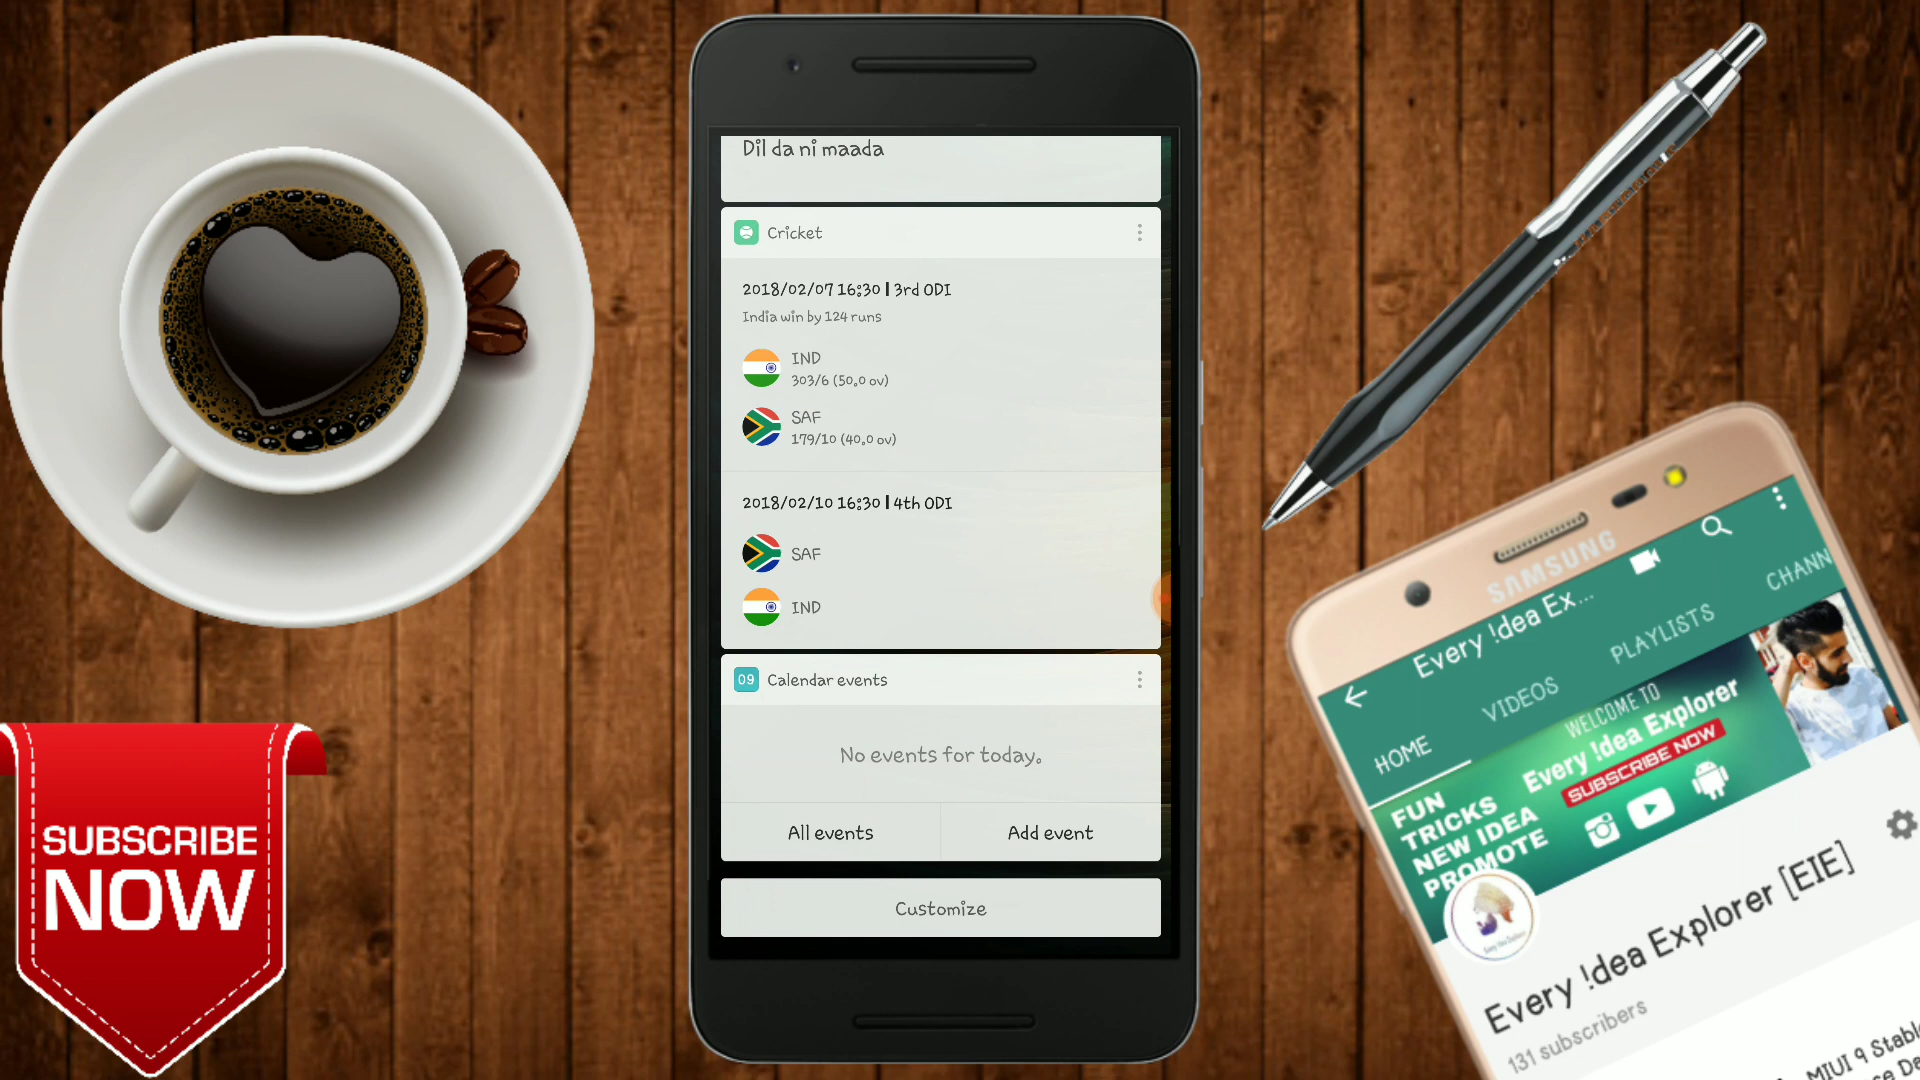 Dil da ni maada
Cricket
2018/02/07 16:30 | 3rd ODI
India win by 124 runs
IND
303/6 (50.0 ov)
SAF
179/10 (40.0 ov)
2018/02/10 16:30 | 4th ODI
SAF
IND
09 Calendar events
No events for today.
All events
Add event
Customize
SUBSCRIBE
NOW
SAMSUNG
Every !dea Ex...
HOME
VIDEOS
PLAYLISTS
CHANN
WELCOME TO
Every !dea Explorer
SUBSCRIBE NOW
FUN
TRICKS
NEW IDEA
PROMOTE
Every !dea Explorer [EIE]
131 subscribers
MIUI 9 Stabl